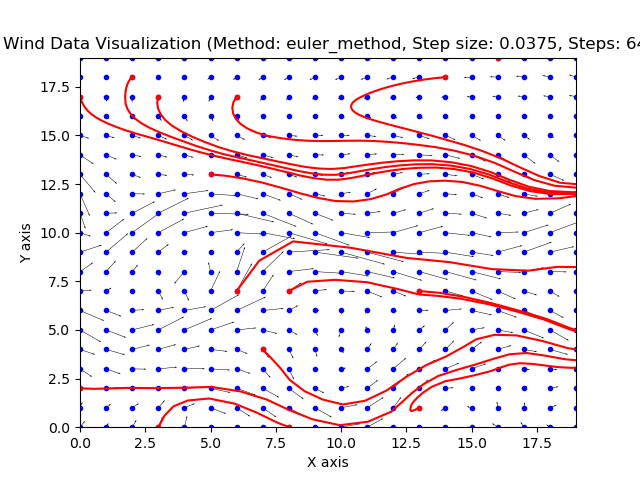 Wind Data Visualization (Method: euler_method, Step size: 0.0375, Steps: 64
17.5
15.0
12.5
10.0
7.5
5.0
2.5
0.0
Y axis
0.0 2.5 5.0 7.5 10.0 12.5 15.0 17.5
X axis